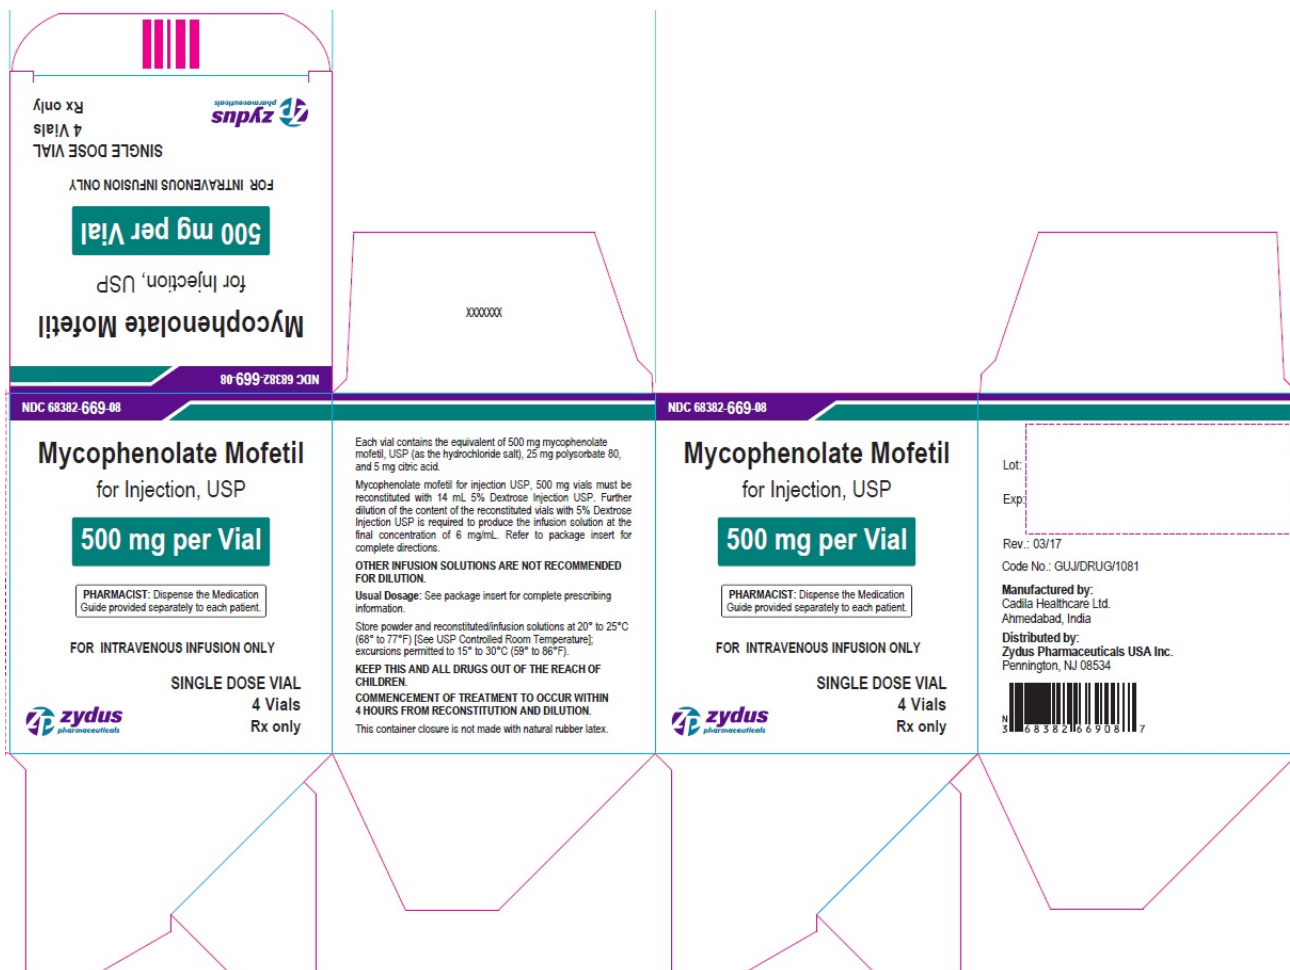 Rx only
4 Vials
SINGLE DOSE VIAL
zydus
pharmaceuticals
FOR INTRAVENOUS INFUSION ONLY
500 mg per Vial
for Injection, USP
Mycophenolate Mofetil
NDC 68382-669-08
XXXXXXX
NDC 68382-669-08
Mycophenolate Mofetil
for Injection, USP
500 mg per Vial
PHARMACIST: Dispense the Medication
Guide provided separately to each patient.
FOR INTRAVENOUS INFUSION ONLY
SINGLE DOSE VIAL
4 Vials
Rx only
zydus
pharmaceuticals
Each vial contains the equivalent of 500 mg mycophenolate
mofetil, USP (as the hydrochloride salt), 25 mg polysorbate 80,
and 5 mg citric acid.
Mycophenolate mofetil for injection USP, 500 mg vials must be
reconstituted with 14 mL 5% Dextrose Injection USP. Further
dilution of the content of the reconstituted vials with 5% Dextrose
Injection USP is required to produce the infusion solution at the
final concentration of 6 mg/mL. Refer to package insert for
complete directions.
OTHER INFUSION SOLUTIONS ARE NOT RECOMMENDED
FOR DILUTION.
Usual Dosage: See package insert for complete prescribing
information.
Store powder and reconstituted/infusion solutions at 20° to 25°C
(68° to 77°F) [See USP Controlled Room Temperature];
excursions permitted to 15° to 30°C (59° to 86°F).
KEEP THIS AND ALL DRUGS OUT OF THE REACH OF
CHILDREN.
COMMENCEMENT OF TREATMENT TO OCCUR WITHIN
4 HOURS FROM RECONSTITUTION AND DILUTION.
This container closure is not made with natural rubber latex.
NDC 68382-669-08
Mycophenolate Mofetil
for Injection, USP
500 mg per Vial
PHARMACIST: Dispense the Medication
Guide provided separately to each patient.
FOR INTRAVENOUS INFUSION ONLY
SINGLE DOSE VIAL
4 Vials
Rx only
zydus
pharmaceuticals
Lot:
Exp:
Rev.: 03/17
Code No.: GUJ/DRUG/1081
Manufactured by:
Cadila Healthcare Ltd.
Ahmedabad, India
Distributed by:
Zydus Pharmaceuticals USA Inc.
Pennington, NJ 08534
N
3 68382 66908 7